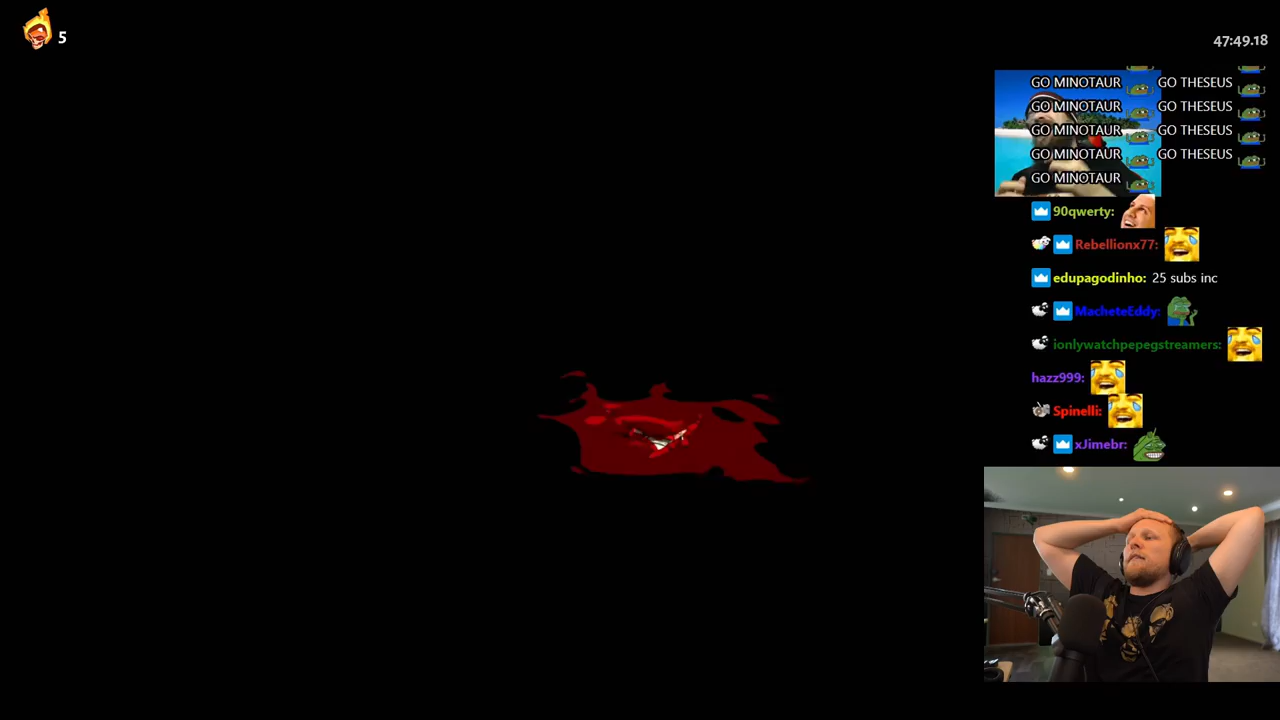 5
47:49.18
GO MINOTAUR GO THESEUS
GO MINOTAUR GO THESEUS
GO MINOTAUR GO THESEUS
GO MINOTAUR GO THESEUS
GO MINOTAUR
90qwerty:
Rebellionx77:
edupagodinho: 25 subs inc
MacheteEddy:
ionlywatchpepegstreamers:
hazz999:
Spinelli:
xJimebr: